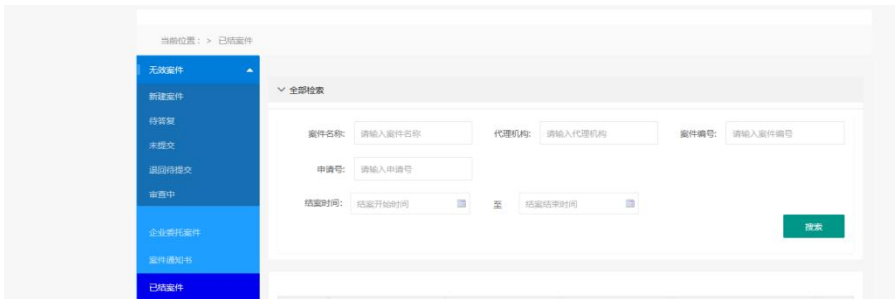 当前位置： > 已结案件
无效案件
新建案件
待答复
未提交
退回待提交
审查中
企业委托案件
案件通知书
已结案件
全部检索
案件名称: 请输入案件名称 代理机构: 请输入代理机构 案件编号: 请输入案件编号
申请号: 请输入申请号
结案时间: 结案开始时间 至 结案结束时间
搜索